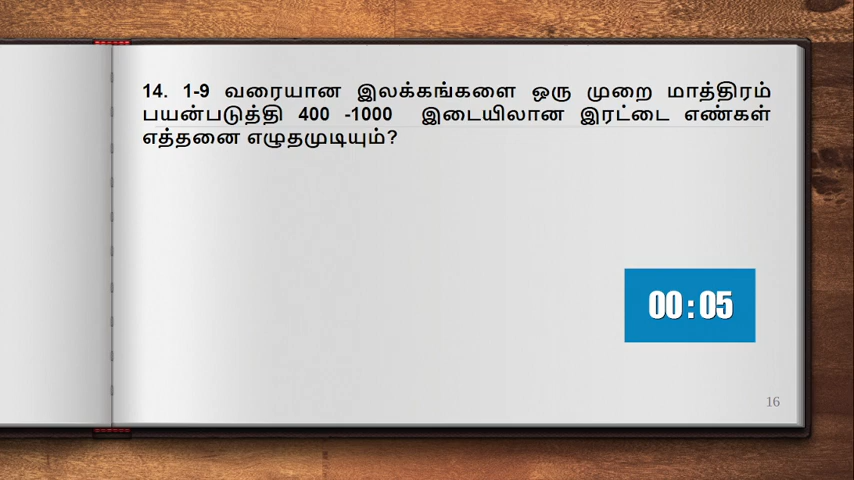 14. 1-9 வரையான இலக்கங்களை ஒரு முறை மாத்திரம்
பயன்படுத்தி 400 -1000 இடையிலான இரட்டை எண்கள்
எத்தனை எழுதமுடியும்?
00:05
16